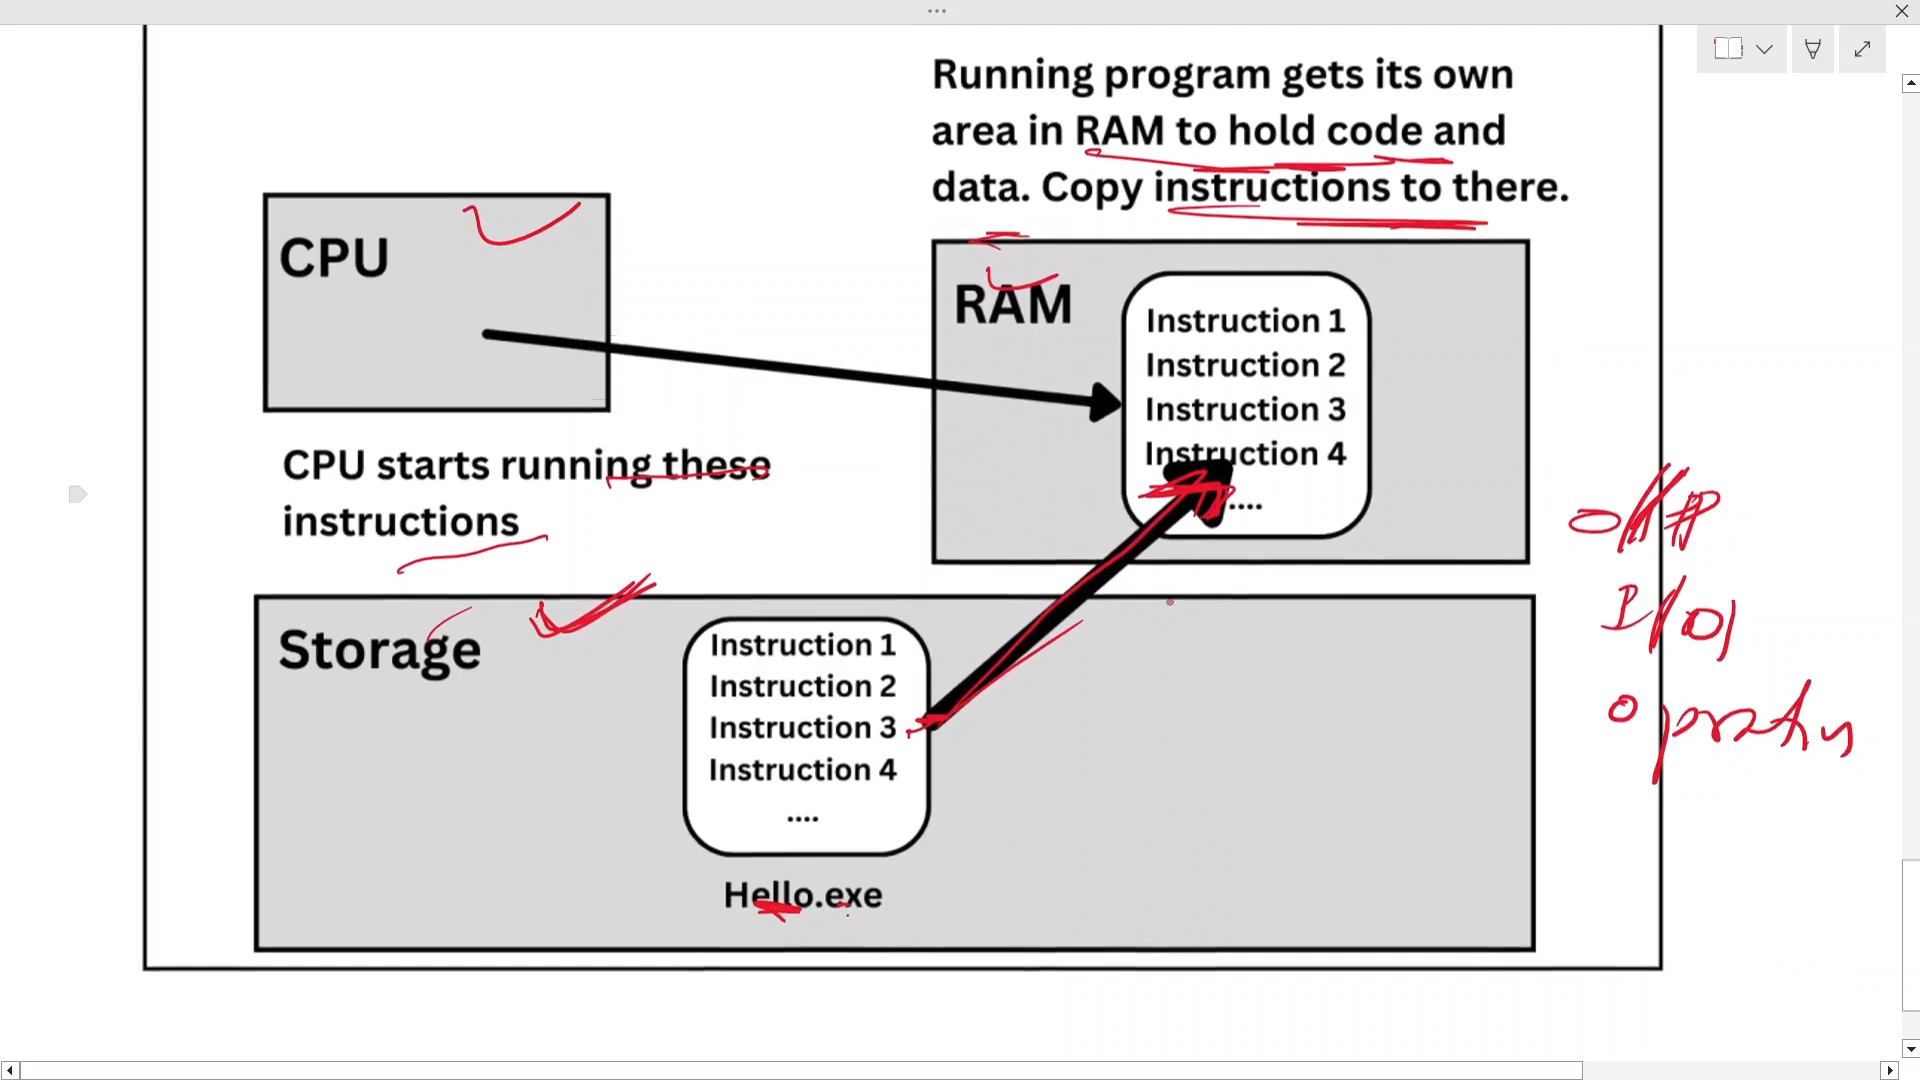 Running program gets its own
area in RAM to hold code and
data. Copy instructions to there.
CPU
RAM
Instruction 1
Instruction 2
Instruction 3
Instruction 4
....
CPU starts running these
instructions
I/O
Storage
Instruction 1
Instruction 2
Instruction 3
Instruction 4
....
Hello.exe